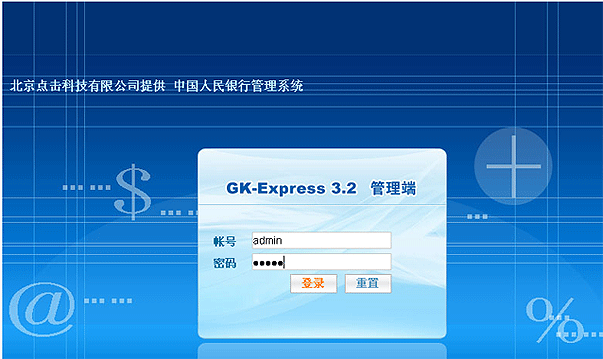 北京点击科技有限公司提供 中国人民银行管理系统
$
GK-Express 3.2 管理端
帐号 admin
密码 ●●●●●
登录 重置
@ %